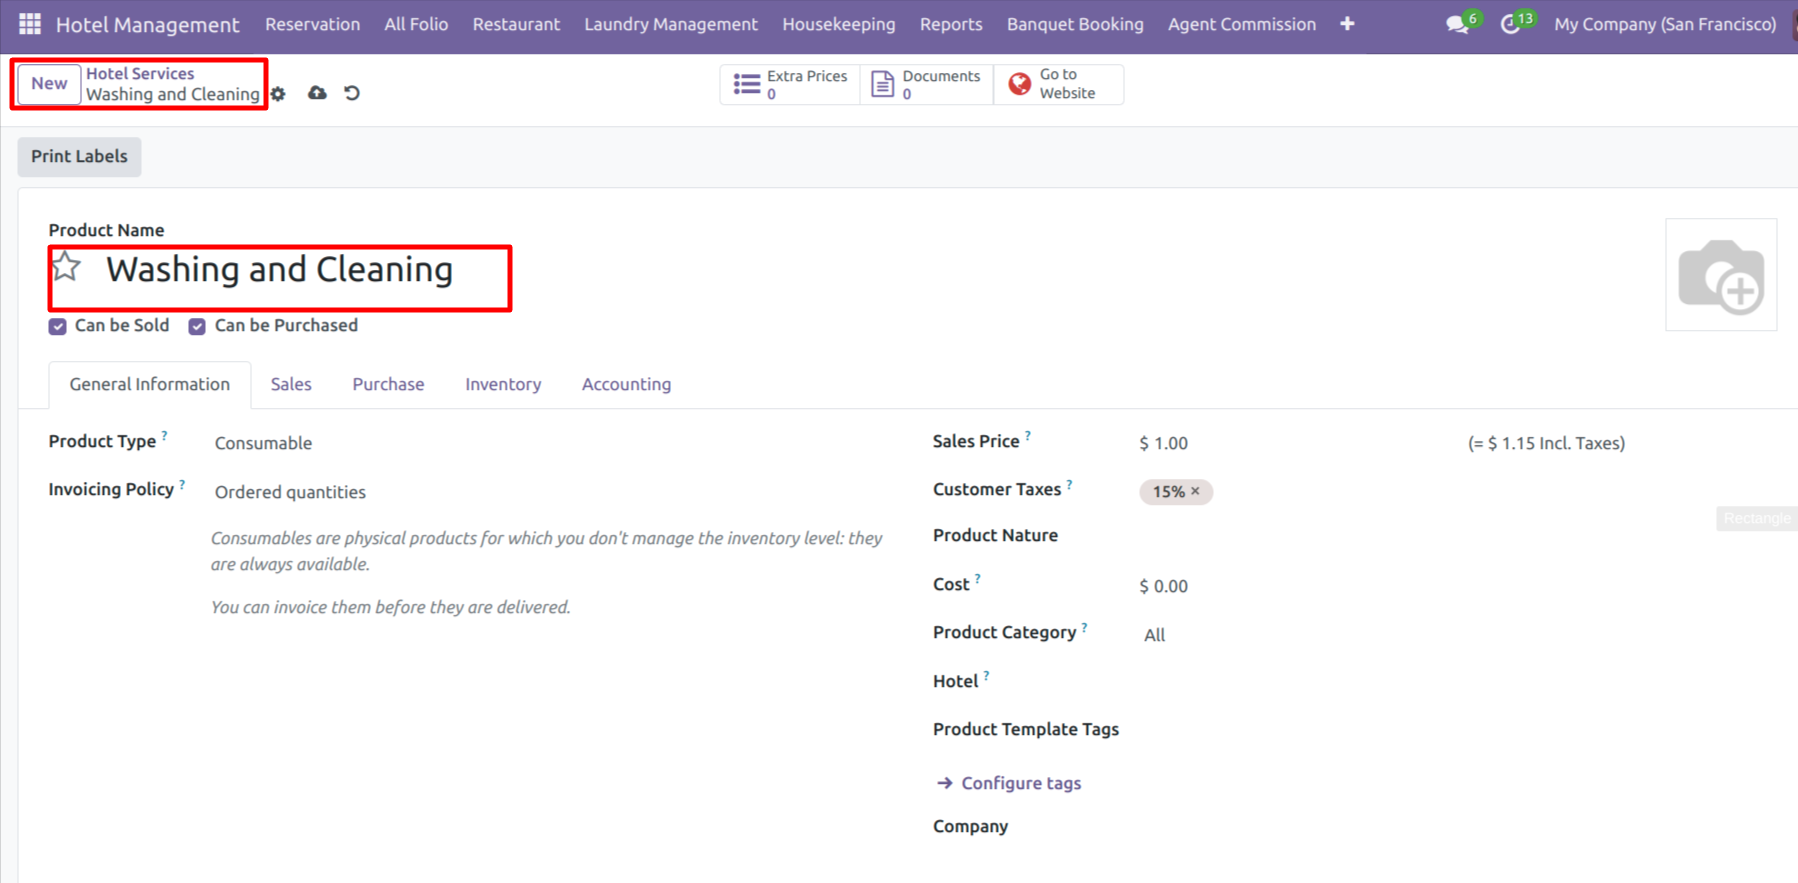 Hotel Management Reservation All Folio Restaurant Laundry Management Housekeeping Reports Banquet Booking Agent Commission 6 13 My Company (San Francisco)
New
Hotel Services
Washing and Cleaning
Extra Prices
0
Documents
0
Go to
Website
Print Labels
Product Name
Washing and Cleaning
Can be Sold Can be Purchased
General Information Sales Purchase Inventory Accounting
Product Type ? Consumable
Invoicing Policy ? Ordered quantities
Consumables are physical products for which you don't manage the inventory level: they
are always available.
You can invoice them before they are delivered.
Sales Price ? $ 1.00 (= $ 1.15 Incl. Taxes)
Customer Taxes ? 15% ×
Product Nature
Cost ? $ 0.00
Product Category ? All
Hotel ?
Product Template Tags
Configure tags
Company
Rectangle